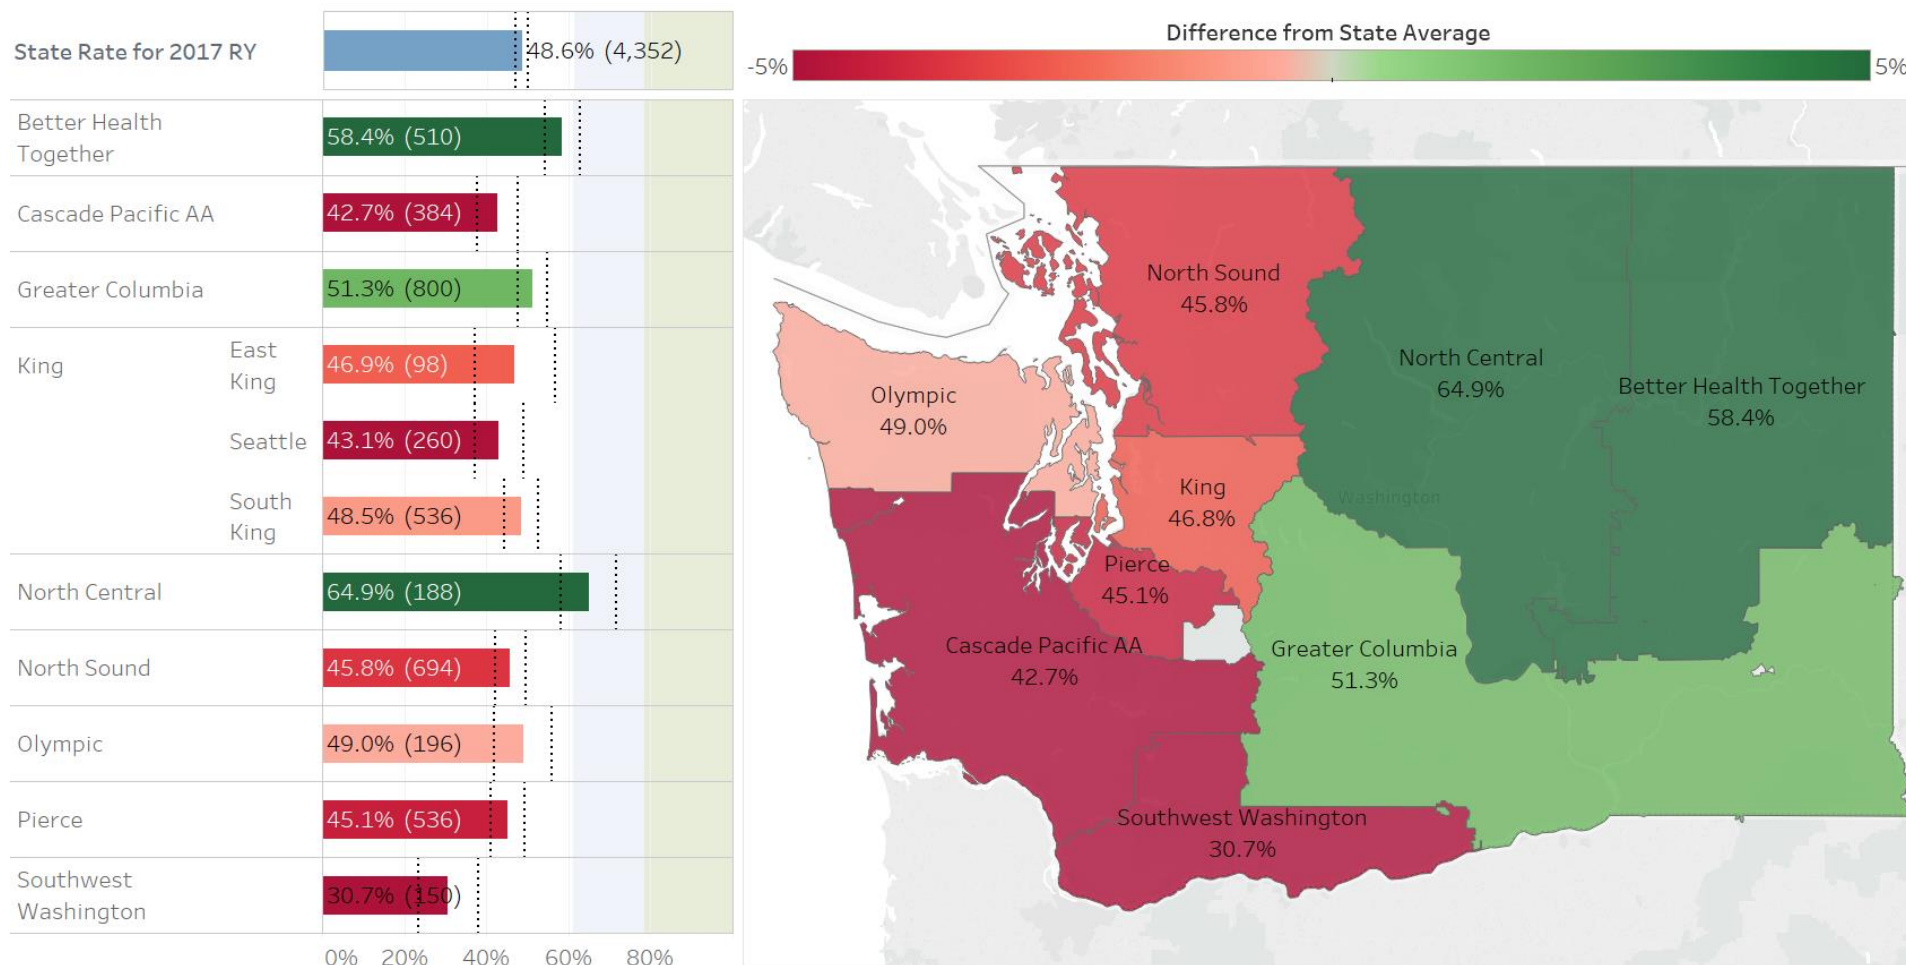 State Rate for 2017 RY
48.6% (4,352)
Better Health
Together
58.4% (510)
Cascade Pacific AA
42.7% (384)
Greater Columbia
51.3% (800)
King
East
King
46.9% (98)
Seattle
43.1% (260)
South
King
48.5% (536)
North Central
64.9% (188)
North Sound
45.8% (694)
Olympic
49.0% (196)
Pierce
45.1% (536)
Southwest
Washington
30.7% (150)
0% 20% 40% 60% 80%
Difference from State Average
-5%
5%
North Sound
45.8%
North Central
64.9%
Better Health Together
58.4%
Olympic
49.0%
King
46.8%
Washington
Pierce
45.1%
Cascade Pacific AA
42.7%
Greater Columbia
51.3%
Southwest Washington
30.7%